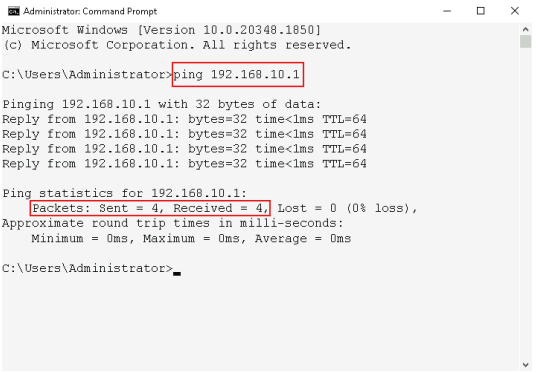 Administrator: Command Prompt
Microsoft Windows [Version 10.0.20348.1850]
(c) Microsoft Corporation. All rights reserved.
C:\Users\Administrator>ping 192.168.10.1
Pinging 192.168.10.1 with 32 bytes of data:
Reply from 192.168.10.1: bytes=32 time<1ms TTL=64
Reply from 192.168.10.1: bytes=32 time<1ms TTL=64
Reply from 192.168.10.1: bytes=32 time<1ms TTL=64
Reply from 192.168.10.1: bytes=32 time<1ms TTL=64
Ping statistics for 192.168.10.1:
Packets: Sent = 4, Received = 4, Lost = 0 (0% loss),
Approximate round trip times in milli-seconds:
Minimum = 0ms, Maximum = 0ms, Average = 0ms
C:\Users\Administrator>